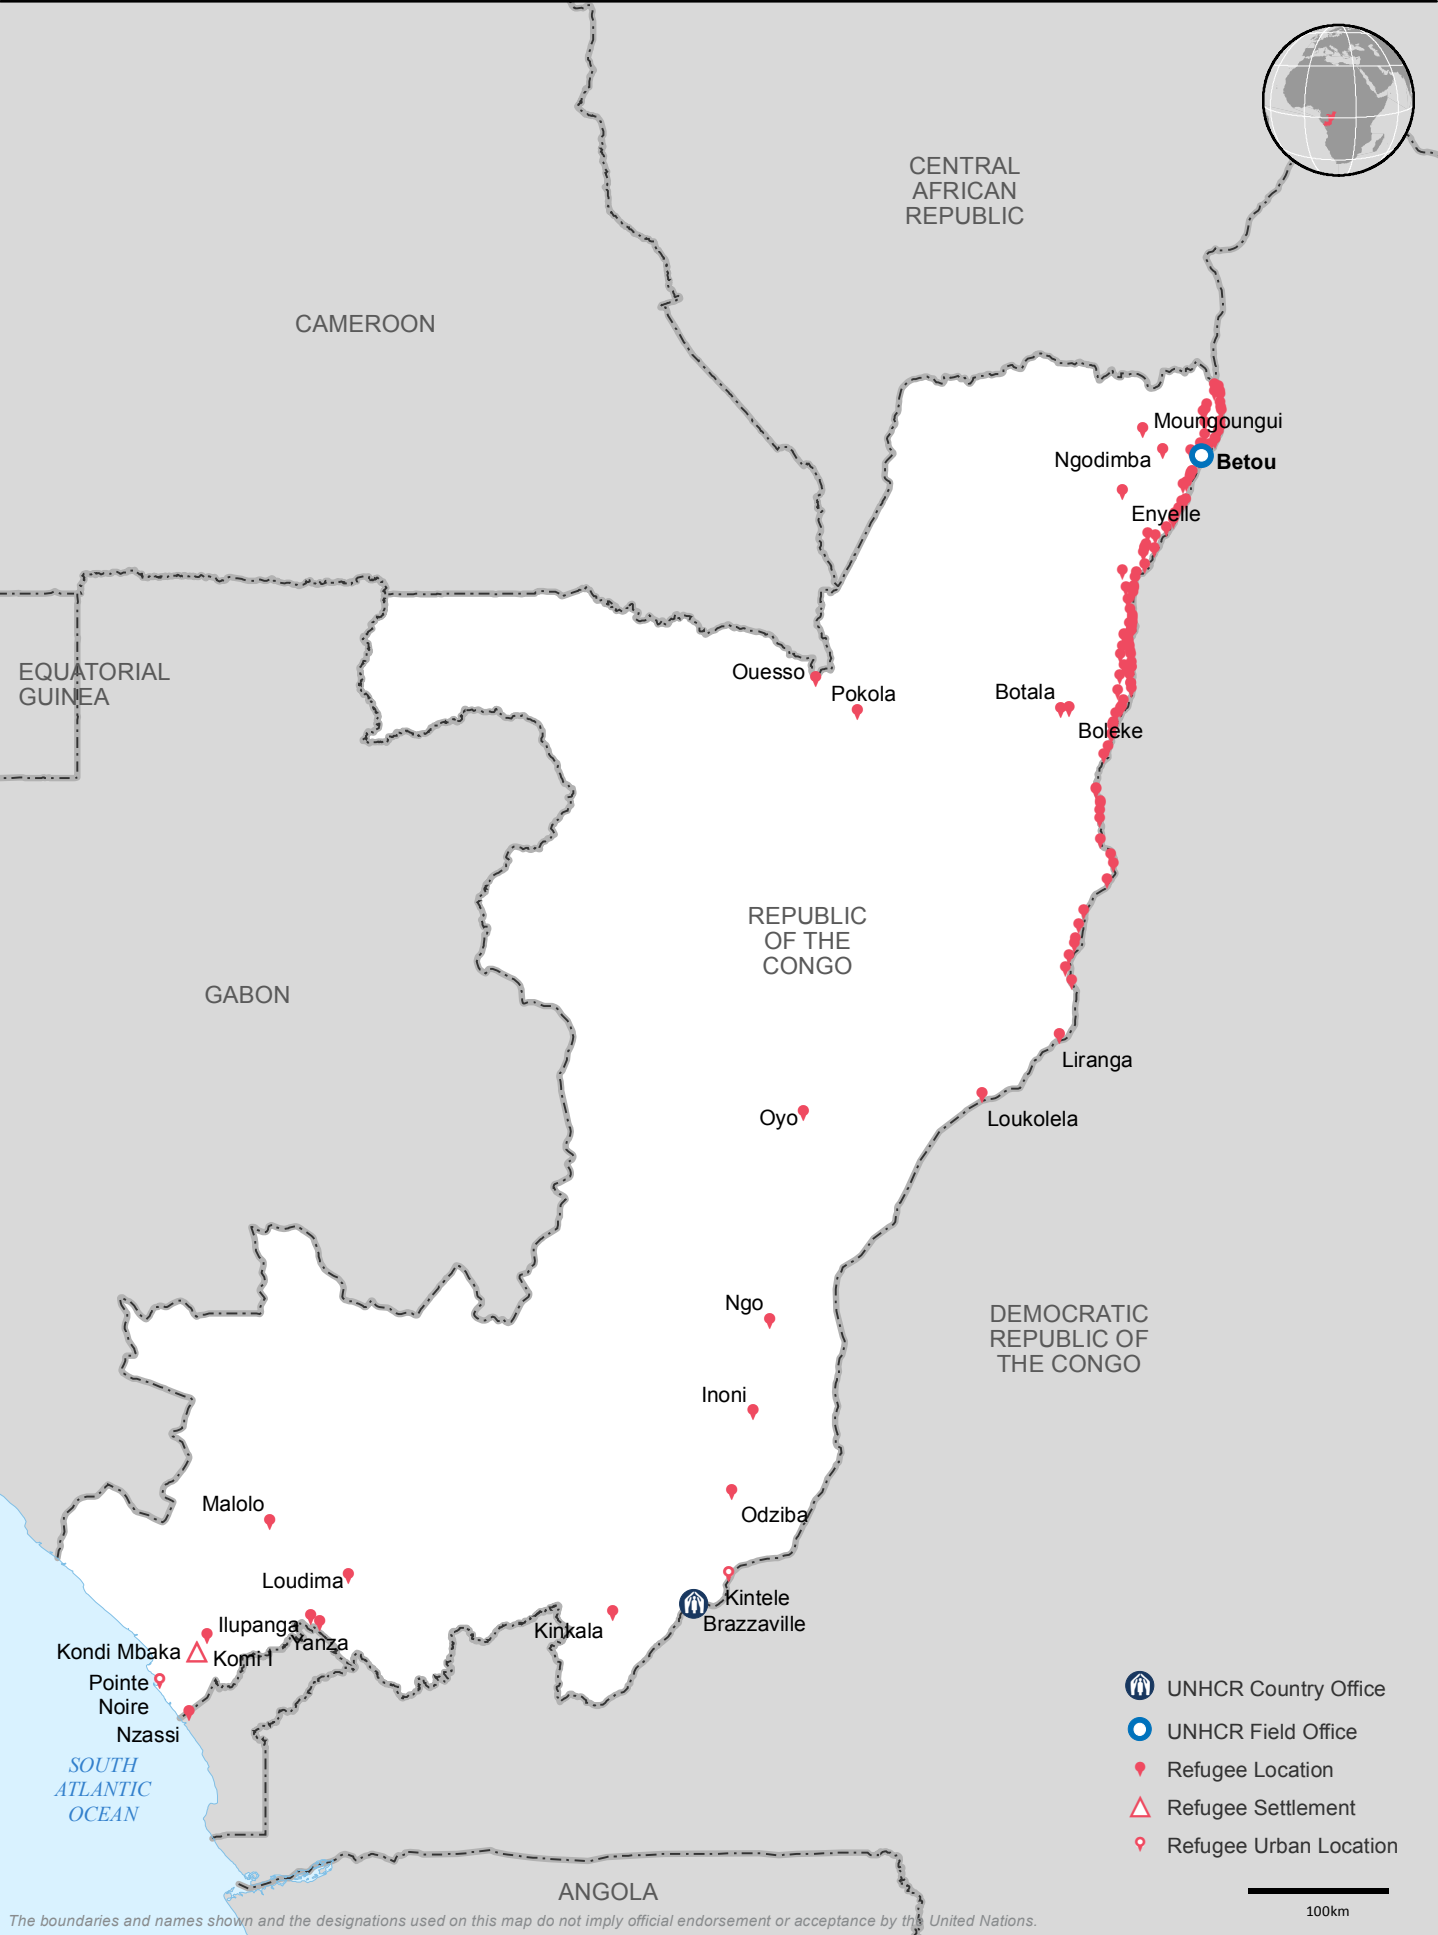 CENTRAL
AFRICAN
REPUBLIC
CAMEROON
Moungoungui
Ngodimba
Betou
Enyelle
EQUATORIAL
GUINEA
Ouesso
Pokola
Botala
Boleke
REPUBLIC
OF THE
CONGO
GABON
Liranga
Oyo
Loukolela
Ngo
DEMOCRATIC
REPUBLIC OF
THE CONGO
Inoni
Malolo
Odziba
Loudima
Kintele
Ilupanga
Kinkala
Brazzaville
Yanza
Kondi Mbaka
Komi I
Pointe
Noire
Nzassi
SOUTH
ATLANTIC
OCEAN
UNHCR Country Office
UNHCR Field Office
Refugee Location
Refugee Settlement
Refugee Urban Location
ANGOLA
100km
The boundaries and names shown and the designations used on this map do not imply official endorsement or acceptance by the United Nations.